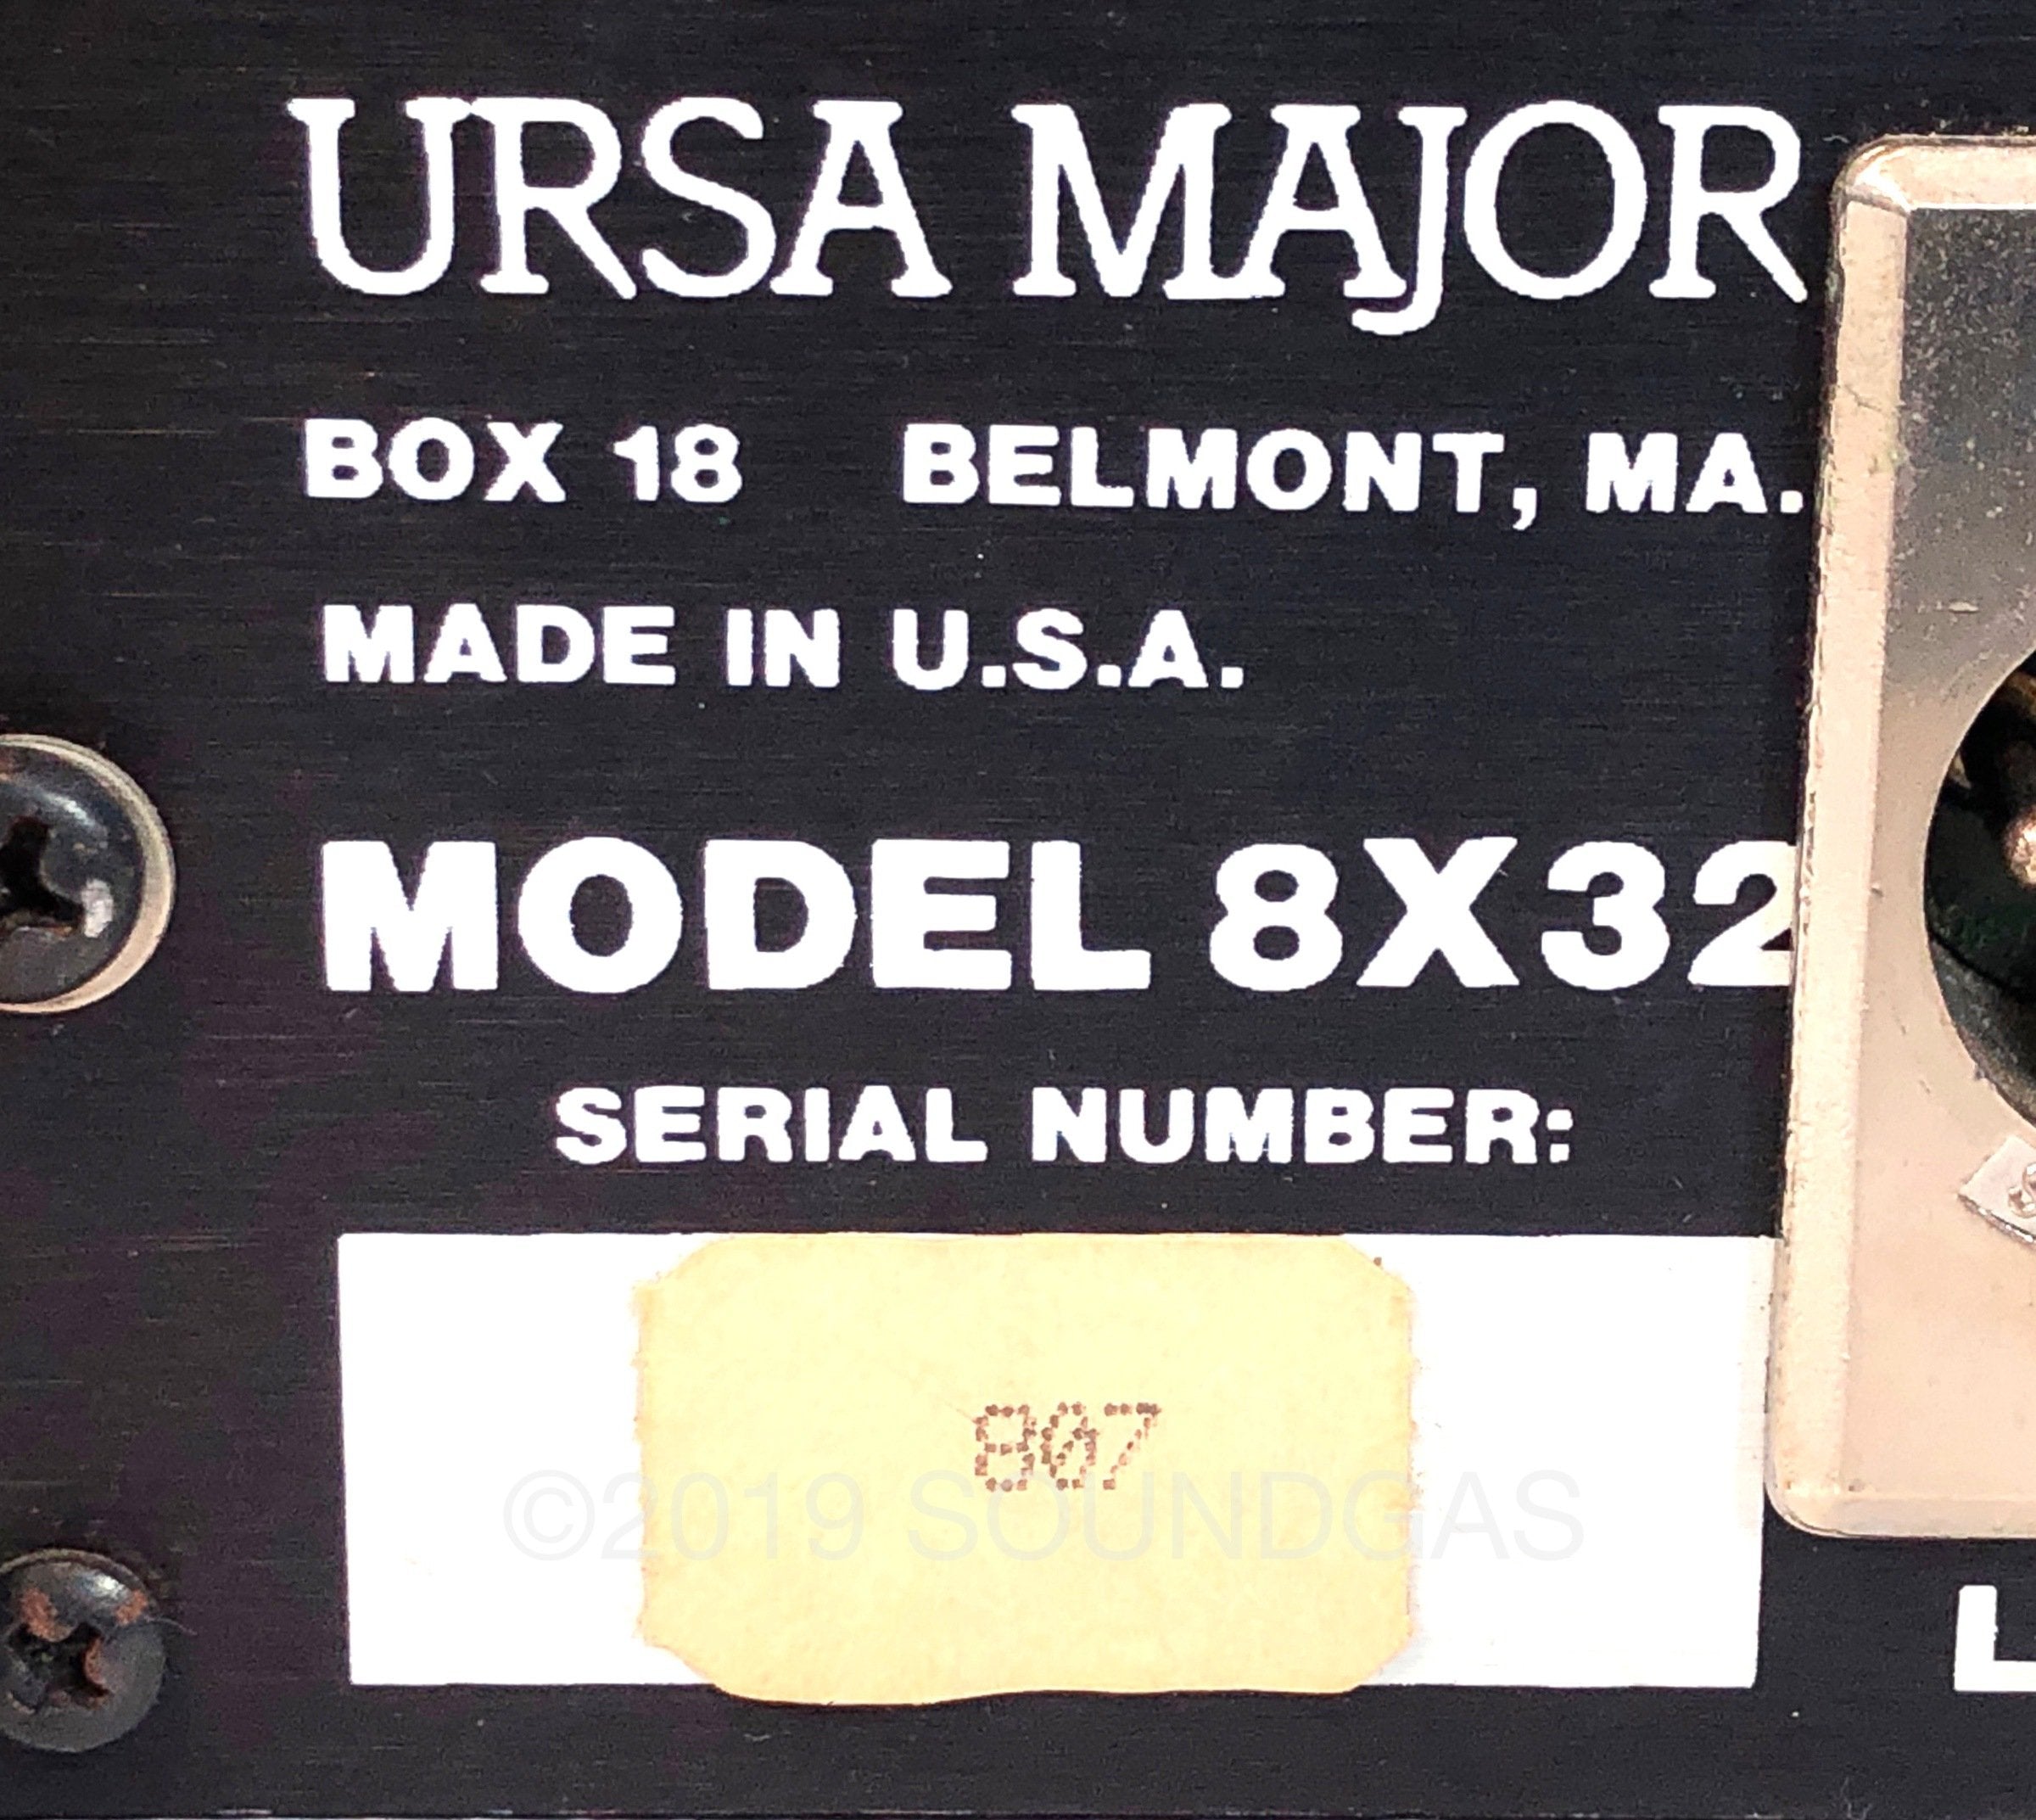 URSA MAJOR
BOX 18 BELMONT, MA.
MADE IN U.S.A.
MODEL 8X32
SERIAL NUMBER:
807
©2019 SOUNDGAS
L